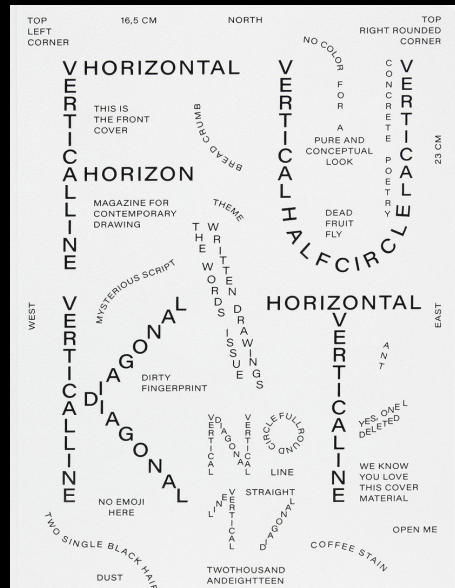 TOP
LEFT
CORNER
16,5 CM
NORTH
TOP
RIGHT ROUNDED
CORNER
VERTICALLINE
HORIZONTAL
THIS IS
THE FRONT
COVER
BREAD CRUMB
HORIZON
MAGAZINE FOR
CONTEMPORARY
DRAWING
VERTICAL
HALFCIRCLE
VERTICAL
NO COLOR
FOR
A
PURE AND
CONCEPTUAL
LOOK
CONCRETE POETRY
23 CM
DEAD
FRUIT
FLY
THEME
THE WORDS ISSUE
WRITTEN DRAWINGS
MYSTERIOUS SCRIPT
WEST
VERTICALLINE
DIAGONAL
DIRTY
FINGERPRINT
DIAGONAL
HORIZONTAL
VERTICALLINE
EAST
ANT
YES, ONE L
DELETED
VERTICAL
DIAGONAL
VERTICAL
FULLROUND
CIRCLE
LINE
WE KNOW
YOU LOVE
THIS COVER
MATERIAL
NO EMOJI
HERE
LINE
VERTICAL
STRAIGHT
DIAGONAL
TWO SINGLE BLACK HAIR
COFFEE STAIN
OPEN ME
DUST
TWOTHOUSAND
ANDEIGHTTEEN